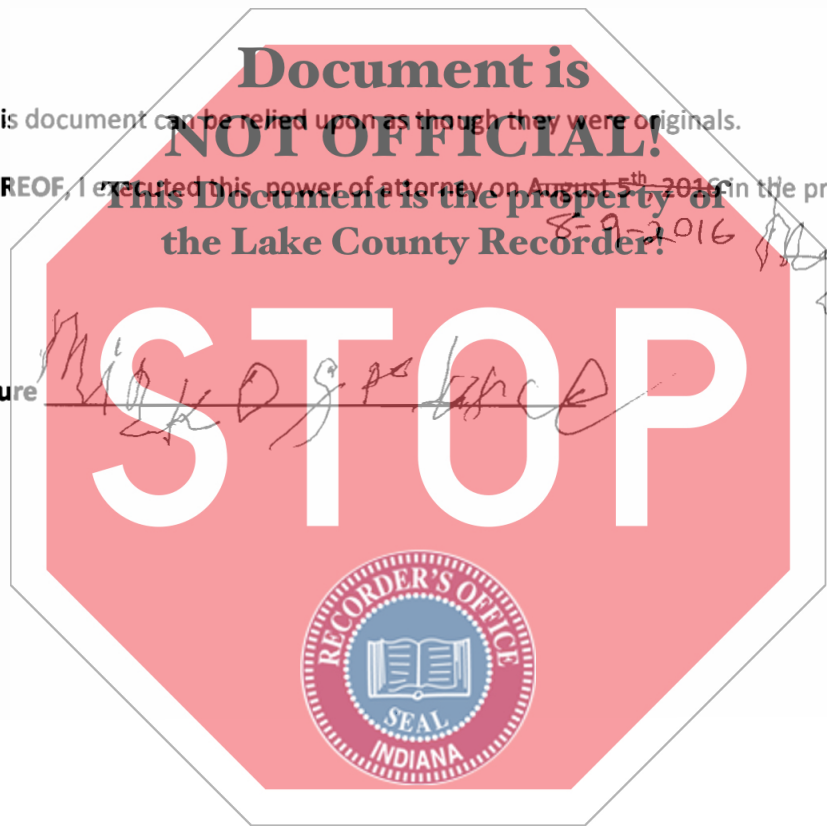 Document is
is document can be relied upon as though they were originals.
NOT OFFICIAL!
REOF, I executed this power of attorney on August 5th, 2016 in the pr
This Document is the property of
8-9-2016
the Lake County Recorder!
STOP
ure
RECORDER'S OFFICE
SEAL
INDIANA